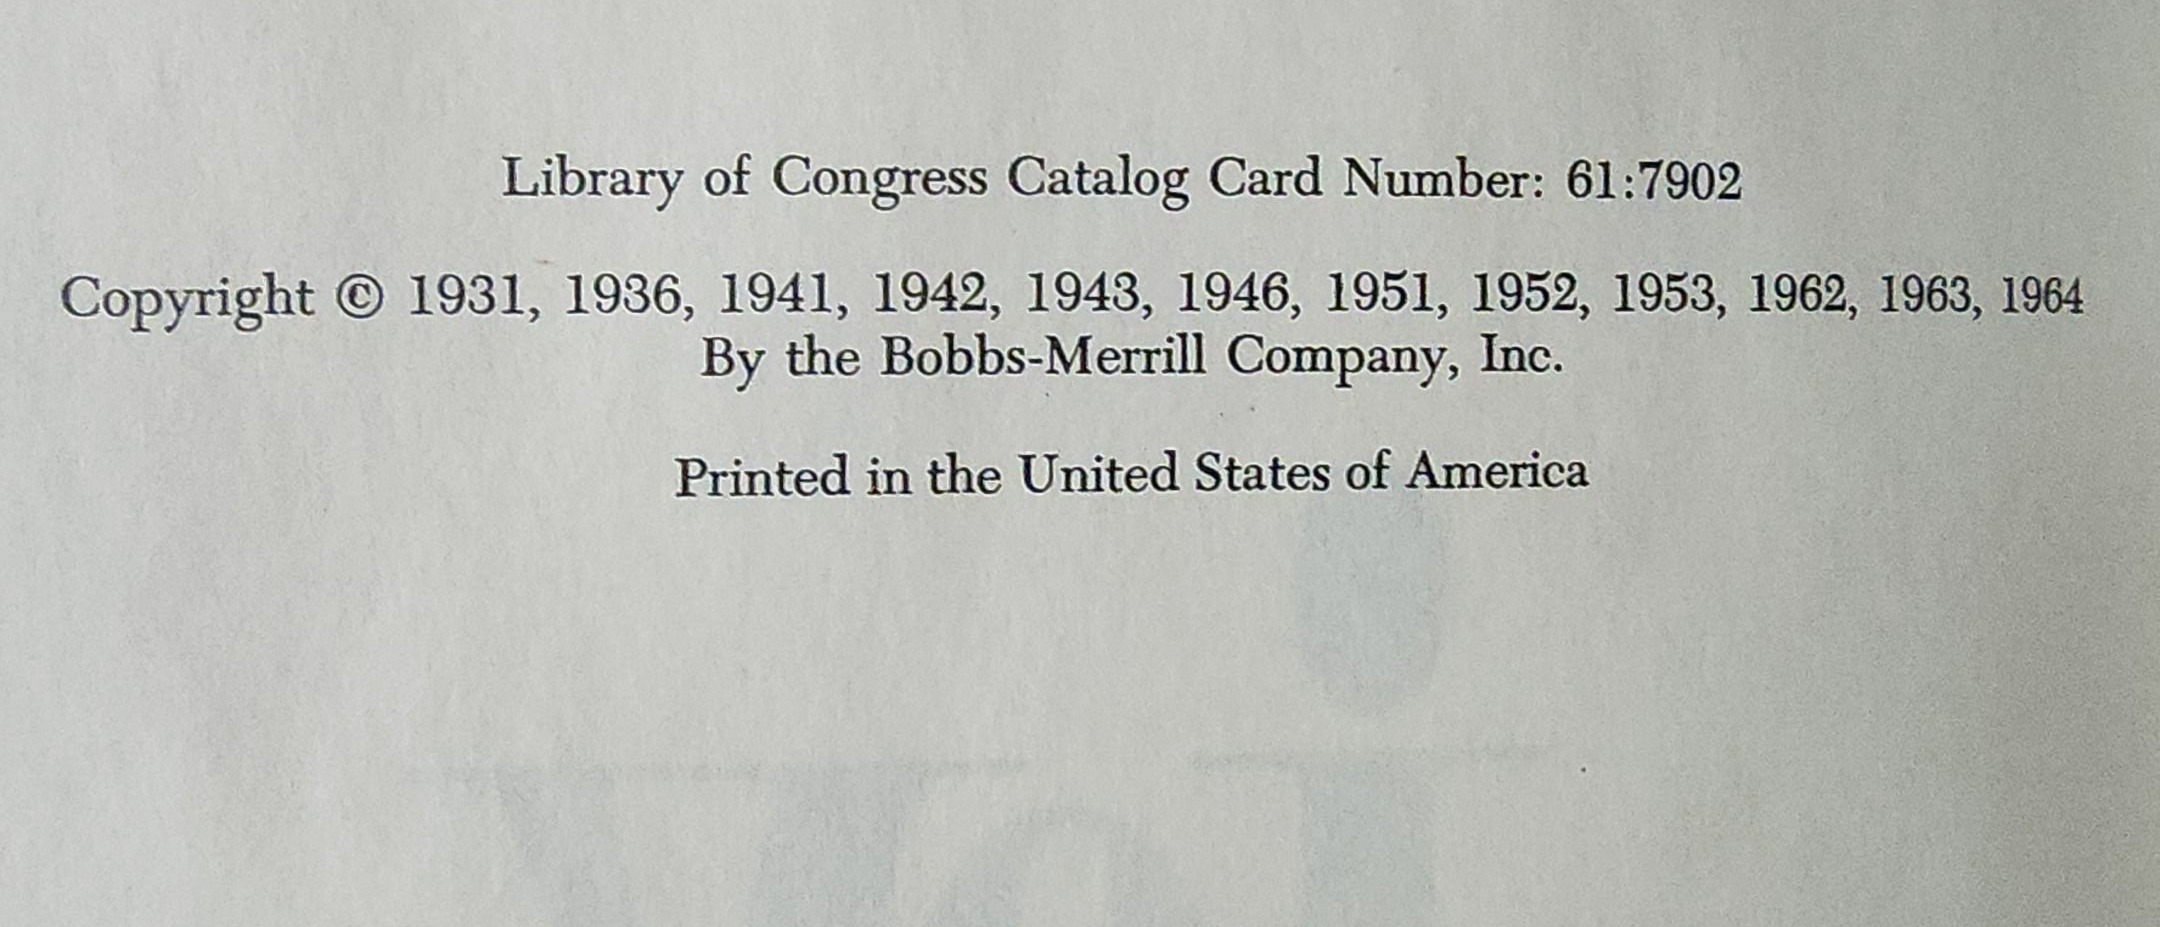 Library of Congress Catalog Card Number: 61:7902
Copyright © 1931, 1936, 1941, 1942, 1943, 1946, 1951, 1952, 1953, 1962, 1963, 1964
By the Bobbs-Merrill Company, Inc.
Printed in the United States of America